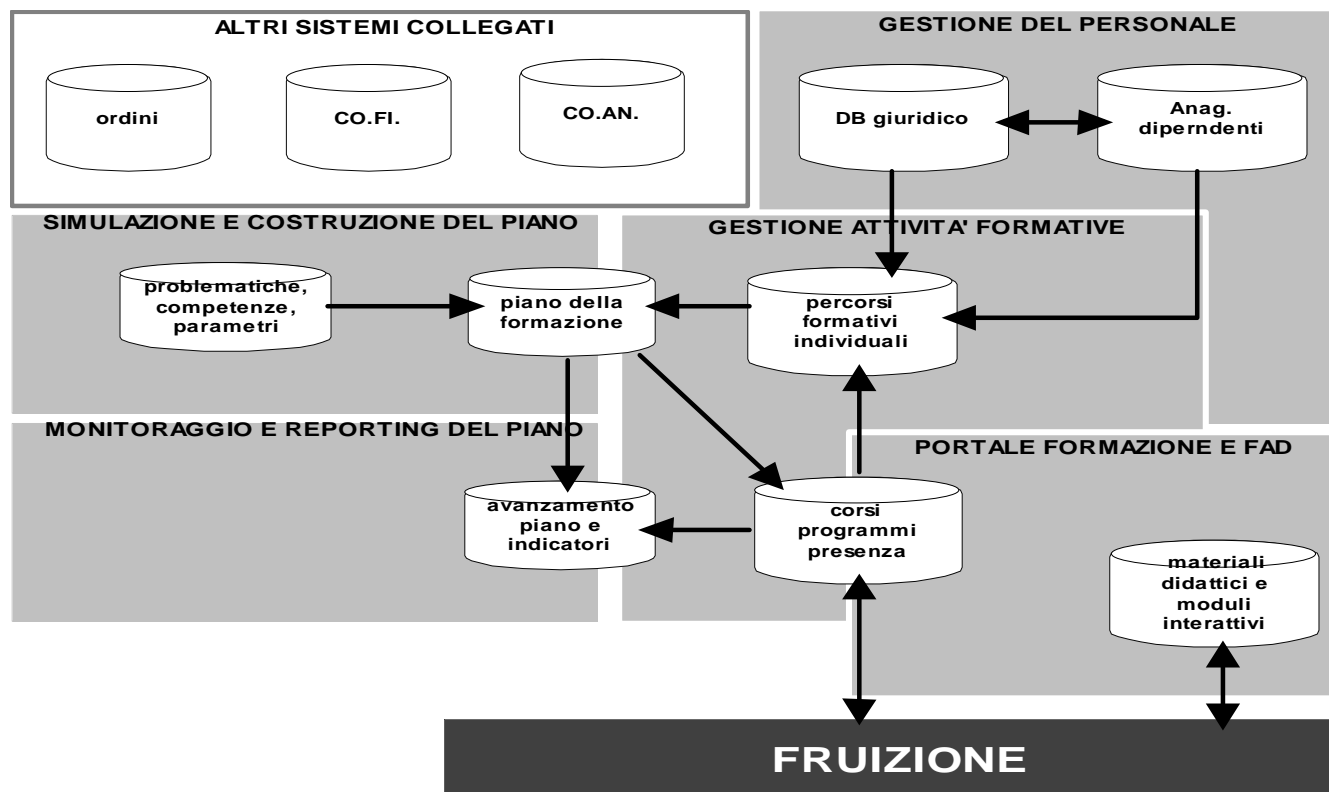 ALTRI SISTEMI COLLEGATI
ordini
CO.FI.
CO.AN.
GESTIONE DEL PERSONALE
DB giuridico
Anag.
diperndenti
SIMULAZIONE E COSTRUZIONE DEL PIANO
problematiche,
competenze,
parametri
piano della
formazione
GESTIONE ATTIVITA' FORMATIVE
percorsi
formativi
individuali
MONITORAGGIO E REPORTING DEL PIANO
avanzamento
piano e
indicatori
corsi
programmi
presenza
PORTALE FORMAZIONE E FAD
materiali
didattici e
moduli
interattivi
FRUIZIONE